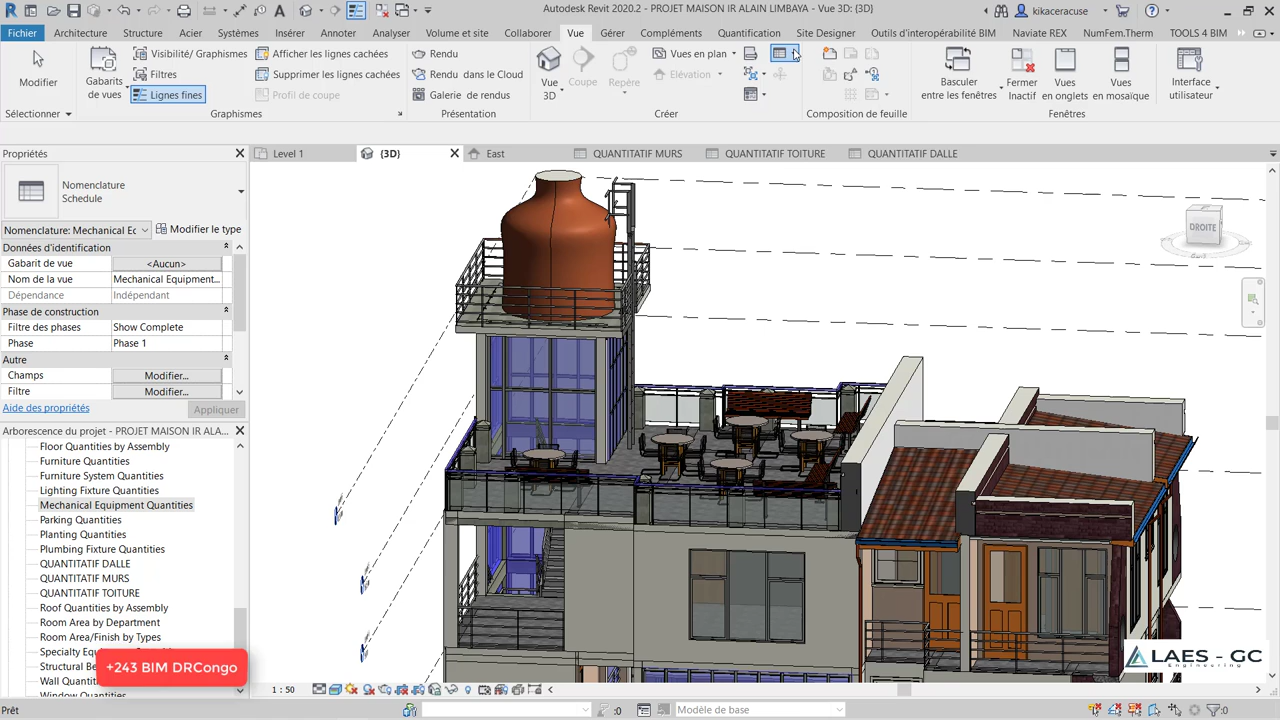 Autodesk Revit 2020.2 - PROJET MAISON IR ALAIN LIMBAYA - Vue 3D: {3D}
kikaceracuse
Fichier Architecture Structure Acier Systèmes Insérer Annoter Analyser Volume et site Collaborer Vue Gérer Compléments Quantification Site Designer Outils d'interopérabilité BIM Naviate REX NumFem.Therm TOOLS 4 BIM
Modifier
Gabarits de vues
Visibilité/ Graphismes
Filtres
Lignes fines
Afficher les lignes cachées
Supprimer les lignes cachées
Profil de coupe
Rendu
Rendu dans le Cloud
Galerie de rendus
Vue 3D
Coupe
Repère
Vues en plan
Élévation
Basculer entre les fenêtres
Fermer Inactif
Vues en onglets
Vues en mosaïque
Interface utilisateur
Sélectionner Graphismes Présentation Créer Composition de feuille Fenêtres
Propriétés
Level 1 {3D} East QUANTITATIF MURS QUANTITATIF TOITURE QUANTITATIF DALLE
Nomenclature
Schedule
Nomenclature: Mechanical Ec Modifier le type
Données d'identification
Gabarit de vue <Aucun>
Nom de la vue Mechanical Equipment...
Dépendance Indépendant
Phase de construction
Filtre des phases Show Complete
Phase Phase 1
Autre
Champs Modifier...
Filtre Modifier...
Aide des propriétés Appliquer
Arborescence du projet - PROJET MAISON IR ALA...
Floor Quantities by Assembly
Furniture Quantities
Furniture System Quantities
Lighting Fixture Quantities
Mechanical Equipment Quantities
Parking Quantities
Planting Quantities
Plumbing Fixture Quantities
QUANTITATIF DALLE
QUANTITATIF MURS
QUANTITATIF TOITURE
Roof Quantities by Assembly
Room Area by Department
Room Area/Finish by Types
Specialty Equ
Structural Be
Wall Quantit
Window Quantities
+243 BIM DRCongo
DROITE
LAES - GC
Engineering
1 : 50
Prêt
:0
Modèle de base
:0